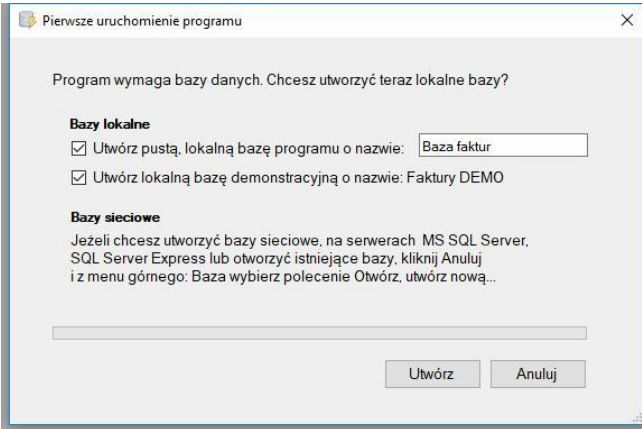 Pierwsze uruchomienie programu
Program wymaga bazy danych. Chcesz utworzyć teraz lokalne bazy?
Bazy lokalne
Utwórz pustą, lokalną bazę programu o nazwie: Baza faktur
Utwórz lokalną bazę demonstracyjną o nazwie: Faktury DEMO
Bazy sieciowe
Jeżeli chcesz utworzyć bazy sieciowe, na serwerach MS SQL Server,
SQL Server Express lub otworzyć istniejące bazy, kliknij Anuluj
i z menu górnego: Baza wybierz polecenie Otwórz, utwórz nową...
Utwórz Anuluj